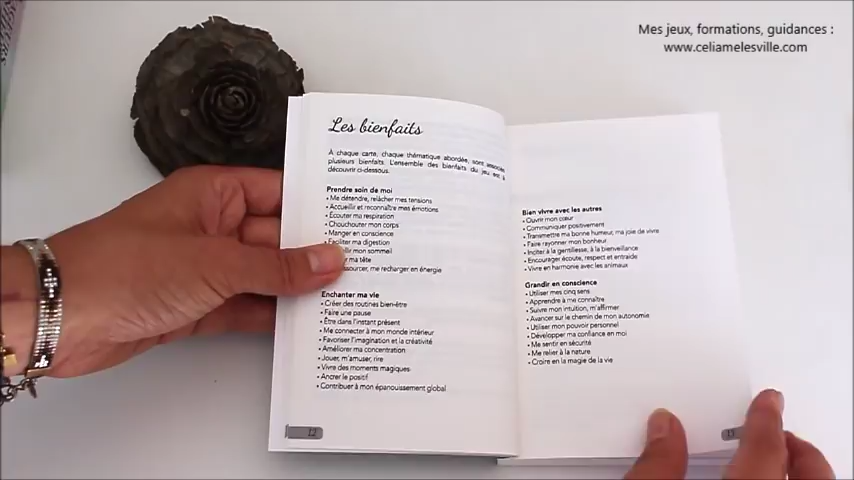 Mes jeux, formations, guidances :
www.celiamelesville.com
Les bienfaits
À chaque carte, chaque thématique abordée, sont associés
plusieurs bienfaits. L'ensemble des bienfaits du jeu est à
découvrir ci-dessous.
Prendre soin de moi
• Me détendre, relâcher mes tensions
• Accueillir et reconnaître mes émotions
• Écouter ma respiration
• Chouchouter mon corps
• Manger en conscience
• Faciliter ma digestion
mon sommeil
ma tête
ressourcer, me recharger en énergie
Enchanter ma vie
• Créer des routines bien-être
• Faire une pause
• Être dans l'instant présent
• Me connecter à mon monde intérieur
• Favoriser l'imagination et la créativité
• Améliorer ma concentration
• Jouer, m'amuser, rire
• Vivre des moments magiques
• Ancrer le positif
• Contribuer à mon épanouissement global
12
Bien vivre avec les autres
• Ouvrir mon cœur
• Communiquer positivement
• Transmettre ma bonne humeur, ma joie de vivre
• Faire rayonner mon bonheur
• Inciter à la gentillesse, à la bienveillance
• Encourager écoute, respect et entraide
• Vivre en harmonie avec les animaux
Grandir en conscience
• Utiliser mes cinq sens
• Apprendre à me connaître
• Suivre mon intuition, m'affirmer
• Avancer sur le chemin de mon autonomie
• Utiliser mon pouvoir personnel
• Développer ma confiance en moi
• Me sentir en sécurité
• Me relier à la nature
• Croire en la magie de la vie
13